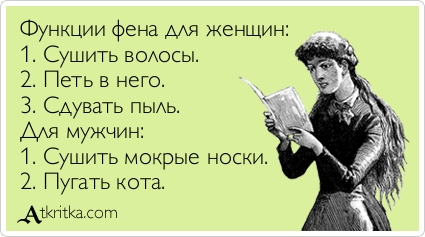 Функции фена для женщин:
1. Сушить волосы.
2. Петь в него.
3. Сдувать пыль.
Для мужчин:
1. Сушить мокрые носки.
2. Пугать кота.
Atkritka.com